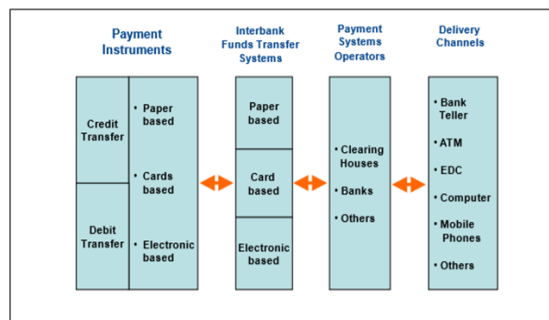 Payment
Instruments
Interbank
Funds Transfer
Systems
Payment
Systems
Operators
Delivery
Channels
Credit
Transfer
Debit
Transfer
• Paper
based
• Cards
based
• Electronic
based
Paper
based
Card
based
Electronic
based
• Clearing
Houses
• Banks
• Others
• Bank
Teller
• ATM
• EDC
• Computer
• Mobile
Phones
• Others